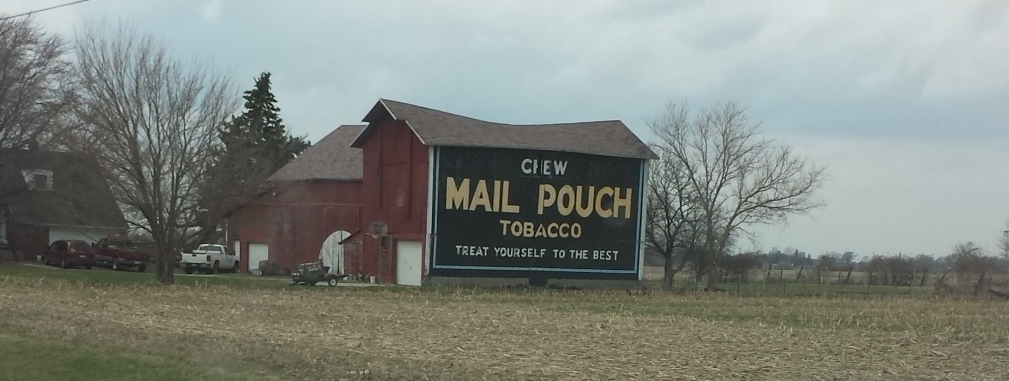 CHEW
MAIL POUCH
TOBACCO
TREAT YOURSELF TO THE BEST